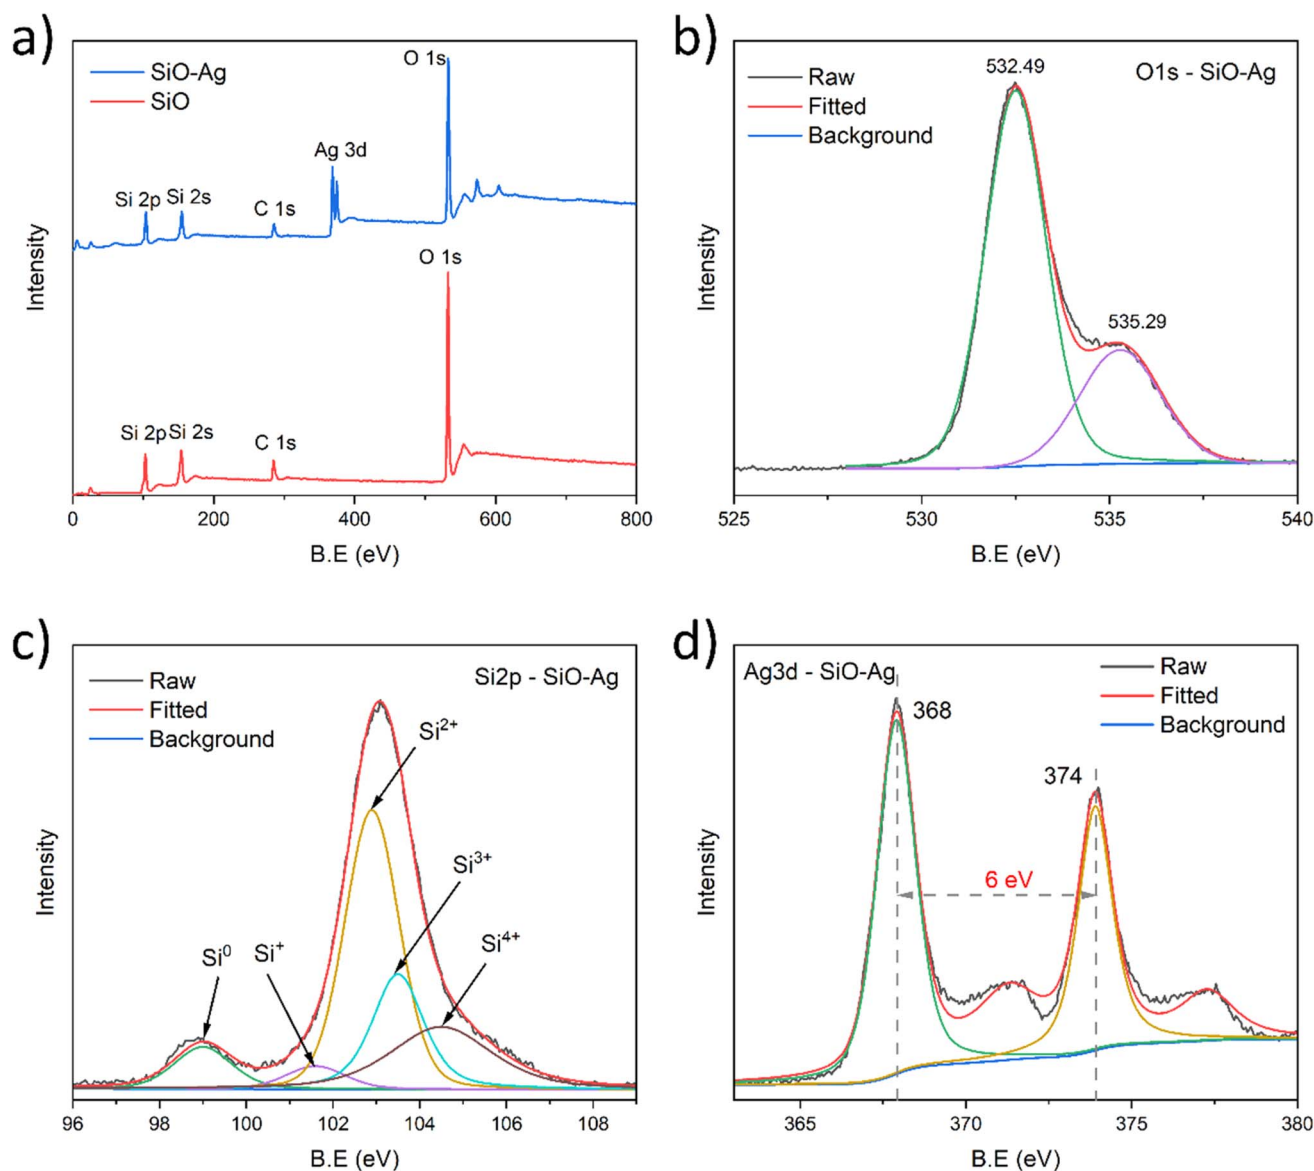 a)
SiO-Ag
SiO
O 1s
Ag 3d
Si 2p
Si 2s
C 1s
O 1s
Si 2p
Si 2s
C 1s
Intensity
0
200
400
600
800
B.E (eV)
b)
Raw
Fitted
Background
532.49
O1s - SiO-Ag
535.29
Intensity
525
530
535
540
B.E (eV)
c)
Raw
Fitted
Background
Si2p - SiO-Ag
Si²⁺
Si³⁺
Si⁴⁺
Si⁰
Si⁺
Intensity
96
98
100
102
104
106
108
B.E (eV)
d)
Ag3d - SiO-Ag
Raw
Fitted
Background
368
374
6 eV
Intensity
365
370
375
380
B.E (eV)